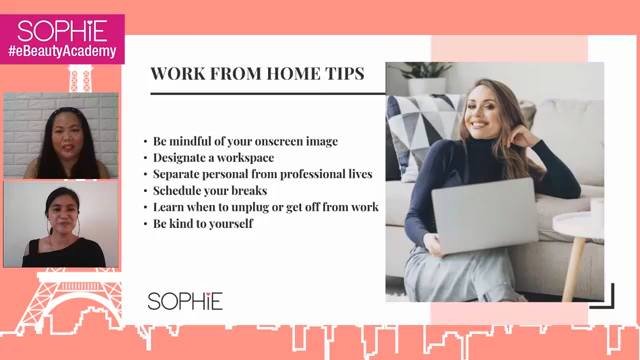 SOPHIE
#eBeautyAcademy
WORK FROM HOME TIPS
• Be mindful of your onscreen image
• Designate a workspace
• Separate personal from professional lives
• Schedule your breaks
• Learn when to unplug or get off from work
• Be kind to yourself
SOPHIE